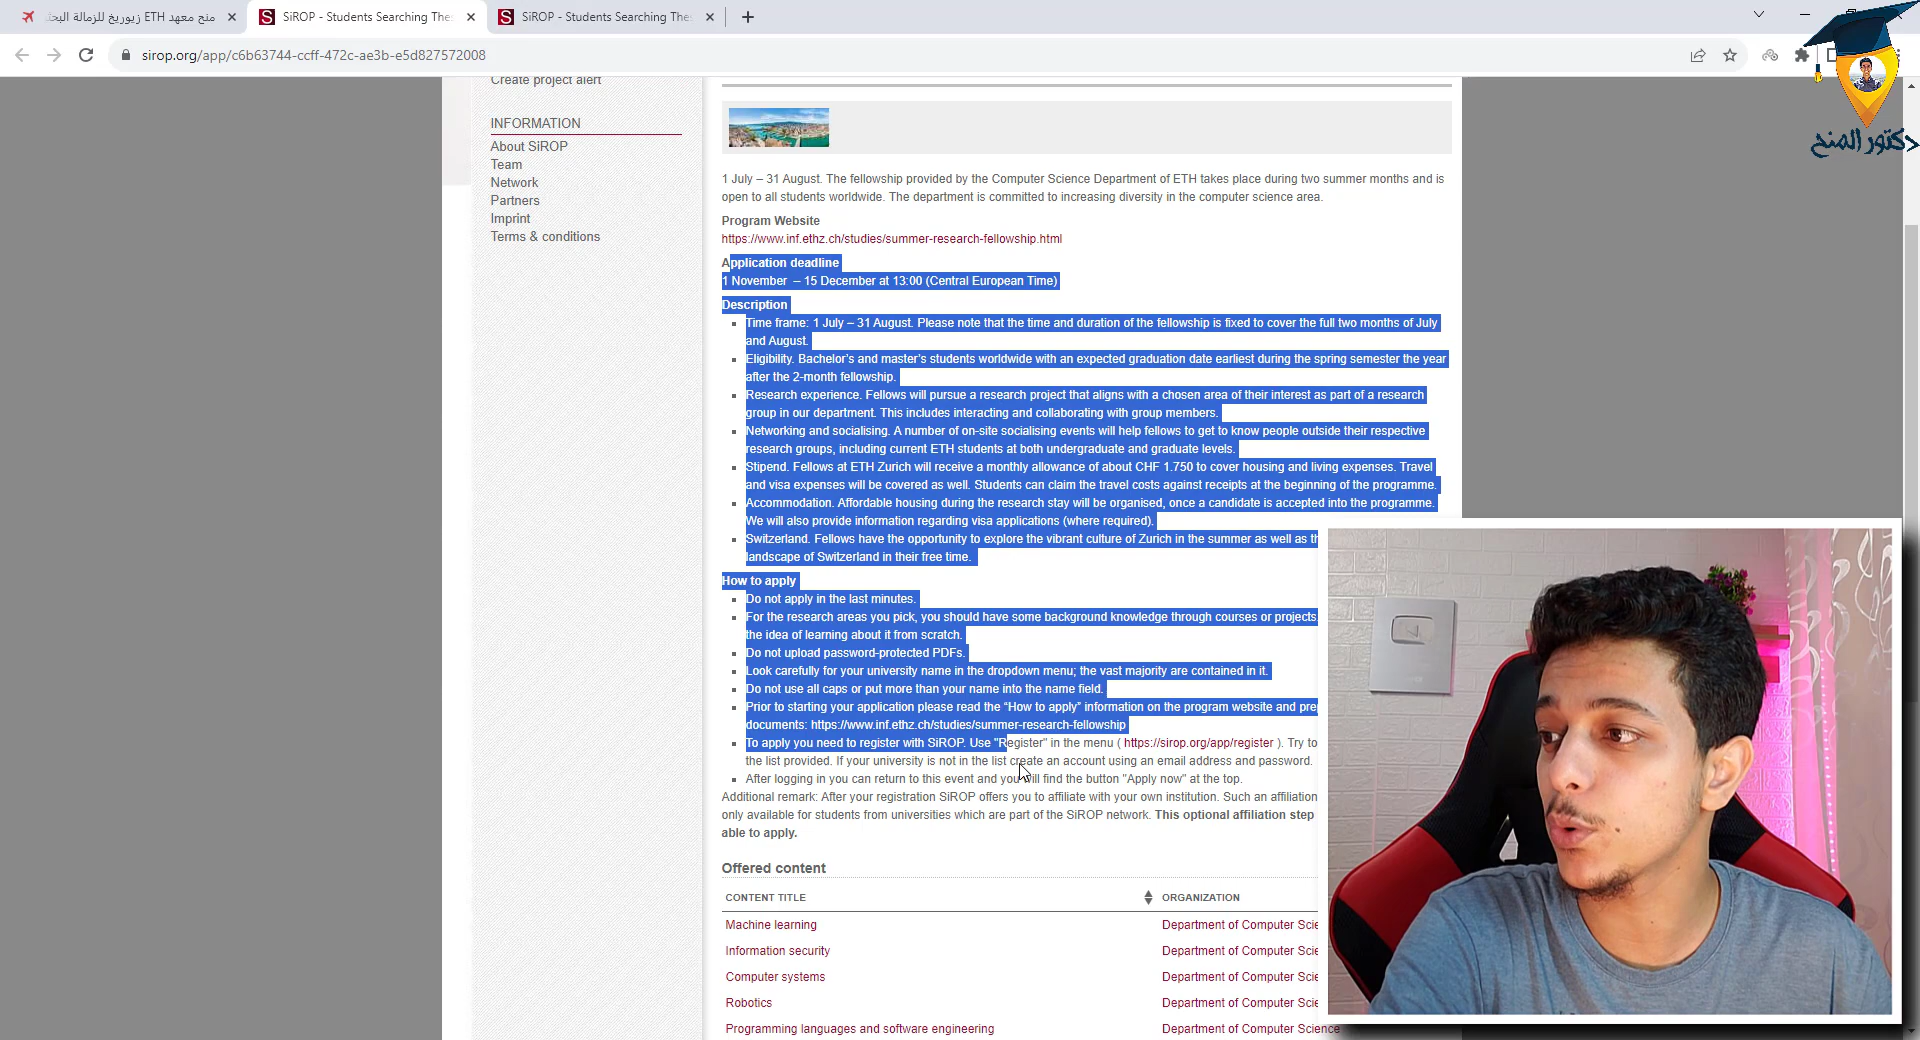 منح معهد ETH زيوريخ للزمالة البحث
SiROP - Students Searching The
SiROP - Students Searching The
sirop.org/app/c6b63744-ccff-472c-ae3b-e5d827572008
دكتور المنح
Create project alert
INFORMATION
About SiROP
Team
Network
Partners
Imprint
Terms & conditions
1 July – 31 August. The fellowship provided by the Computer Science Department of ETH takes place during two summer months and is
open to all students worldwide. The department is committed to increasing diversity in the computer science area.
Program Website
https://www.inf.ethz.ch/studies/summer-research-fellowship.html
Application deadline
1 November – 15 December at 13:00 (Central European Time)
Description
Time frame: 1 July – 31 August. Please note that the time and duration of the fellowship is fixed to cover the full two months of July
and August.
Eligibility. Bachelor's and master's students worldwide with an expected graduation date earliest during the spring semester the year
after the 2-month fellowship.
Research experience. Fellows will pursue a research project that aligns with a chosen area of their interest as part of a research
group in our department. This includes interacting and collaborating with group members.
Networking and socialising. A number of on-site socialising events will help fellows to get to know people outside their respective
research groups, including current ETH students at both undergraduate and graduate levels.
Stipend. Fellows at ETH Zurich will receive a monthly allowance of about CHF 1.750 to cover housing and living expenses. Travel
and visa expenses will be covered as well. Students can claim the travel costs against receipts at the beginning of the programme.
Accommodation. Affordable housing during the research stay will be organised, once a candidate is accepted into the programme.
We will also provide information regarding visa applications (where required).
Switzerland. Fellows have the opportunity to explore the vibrant culture of Zurich in the summer as well as
landscape of Switzerland in their free time.
How to apply
Do not apply in the last minutes.
For the research areas you pick, you should have some background knowledge through courses or projects;
the idea of learning about it from scratch.
Do not upload password-protected PDFs.
Look carefully for your university name in the dropdown menu; the vast majority are contained in it.
Do not use all caps or put more than your name into the name field.
Prior to starting your application please read the “How to apply” information on the program website and
documents: https://www.inf.ethz.ch/studies/summer-research-fellowship
To apply you need to register with SiROP. Use "Register" in the menu ( https://sirop.org/app/register ). Try to
the list provided. If your university is not in the list create an account using an email address and password.
After logging in you can return to this event and you will find the button "Apply now" at the top.
Additional remark: After your registration SiROP offers you to affiliate with your own institution. Such an affiliation
only available for students from universities which are part of the SiROP network. This optional affiliation step
able to apply.
Offered content
CONTENT TITLE ORGANIZATION
Machine learning Department of Computer Scie
Information security Department of Computer Scie
Computer systems Department of Computer Scie
Robotics Department of Computer Scie
Programming languages and software engineering Department of Computer Science